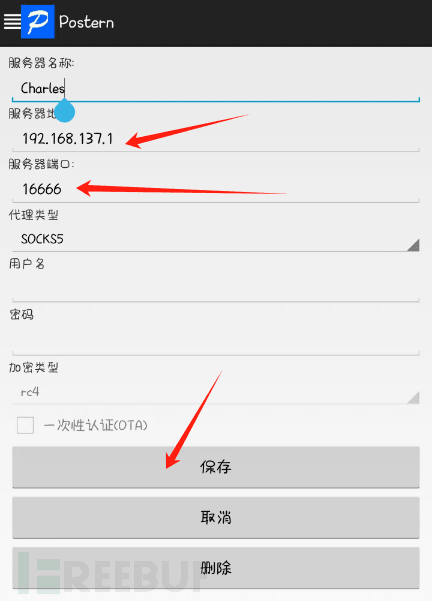 Postern
服务器名称:
Charles
服务器地
192.168.137.1
服务器端口:
16666
代理类型
SOCKS5
用户名
密码
加密类型
rc4
一次性认证(OTA)
保存
取消
删除
FREEBUF